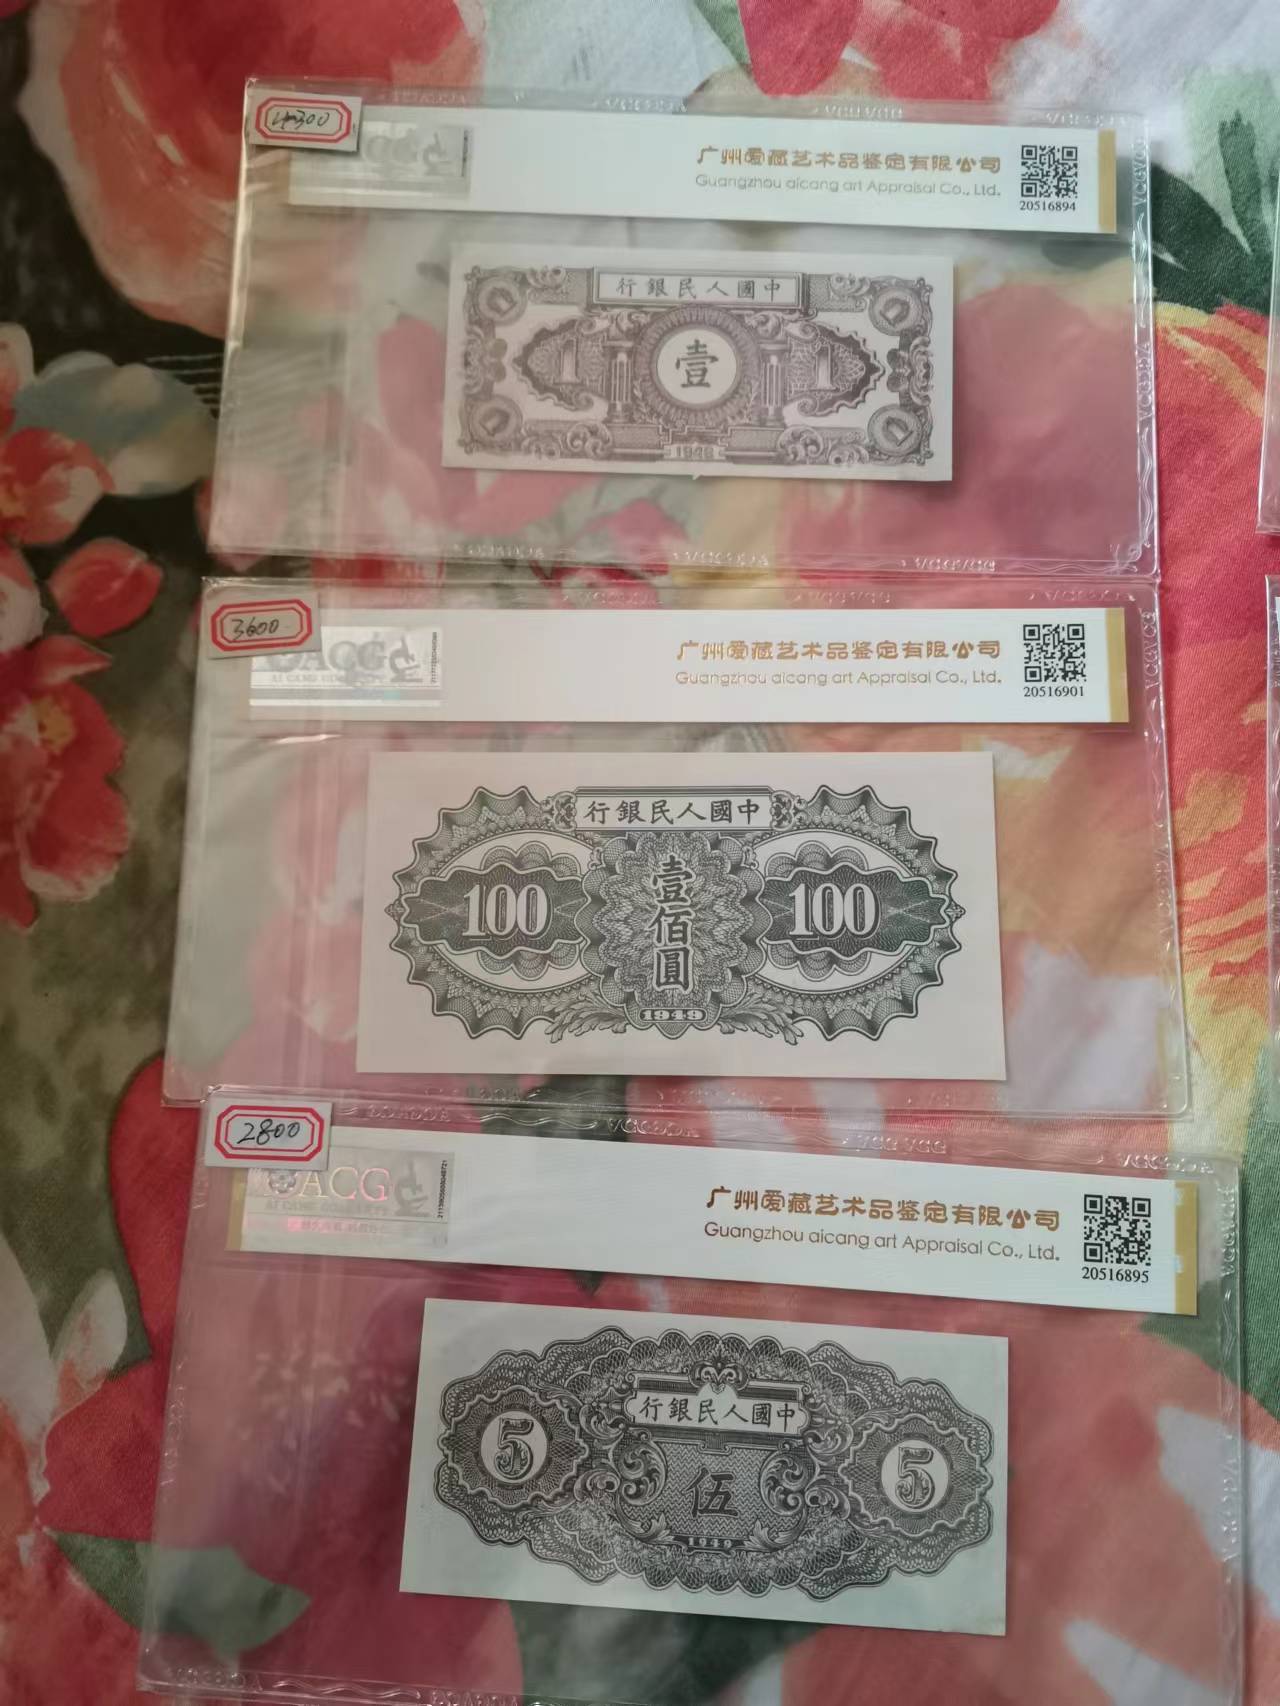 4300
广州爱藏艺术品鉴定有限公司
Guangzhou aicang art Appraisal Co., Ltd.
20516894
行銀民人國中
1
壹
1
1949
3600
ACG
广州爱藏艺术品鉴定有限公司
Guangzhou aicang art Appraisal Co., Ltd.
20516901
行銀民人國中
100
壹佰圓
100
1949
2800
ACG
广州爱藏艺术品鉴定有限公司
Guangzhou aicang art Appraisal Co., Ltd.
20516895
行銀民人國中
5
伍
5
1949